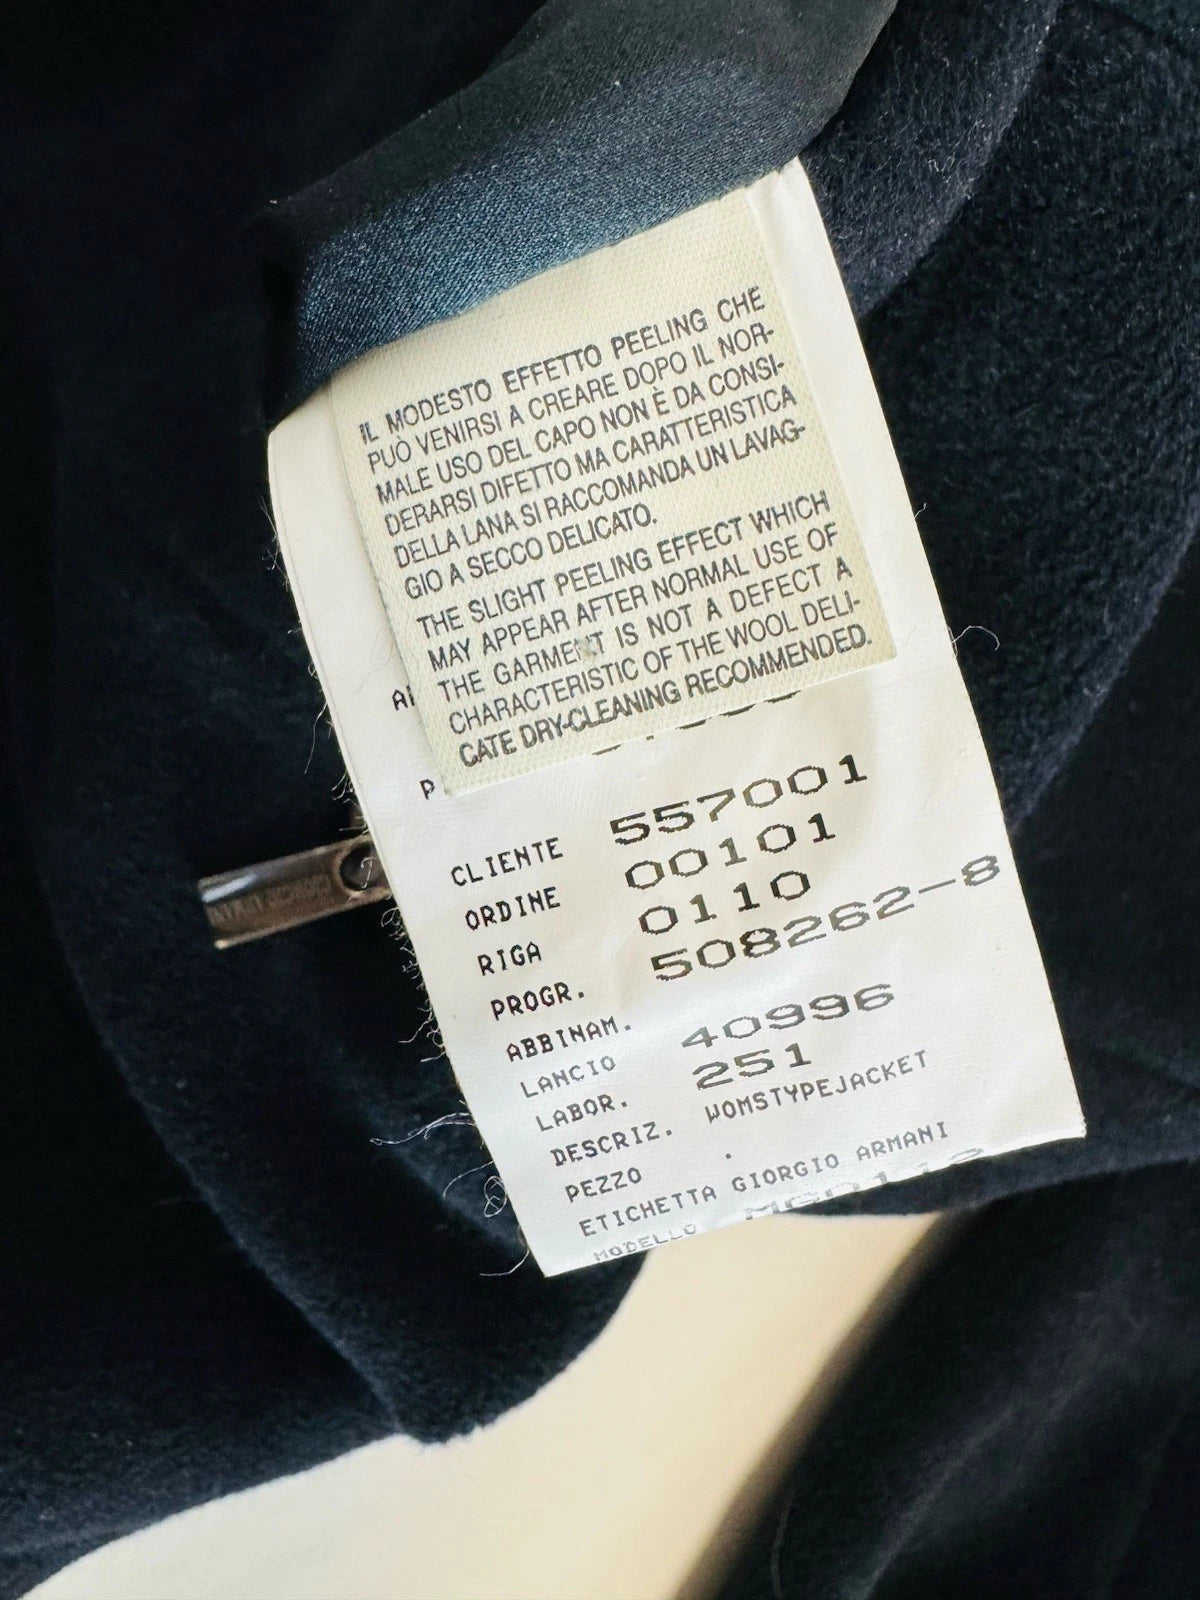 IL MODESTO EFFETTO PEELING CHE
PUÒ VENIRSI A CREARE DOPO IL NOR-
MALE USO DEL CAPO NON È DA CONSI-
DERARSI DIFETTO MA CARATTERISTICA
DELLA LANA SI RACCOMANDA UN LAVAG-
GIO A SECCO DELICATO.
THE SLIGHT PEELING EFFECT WHICH
MAY APPEAR AFTER NORMAL USE OF
THE GARMENT IS NOT A DEFECT A
CHARACTERISTIC OF THE WOOL DELI-
CATE DRY-CLEANING RECOMMENDED.
CLIENTE 557001
ORDINE 00101
RIGA 0110
PROGR. 508262-8
ABBINAM.
LANCIO 40996
LABOR. 251
DESCRIZ. WOMSTYPEJACKET
PEZZO .
ETICHETTA GIORGIO ARMANI
MODELLO